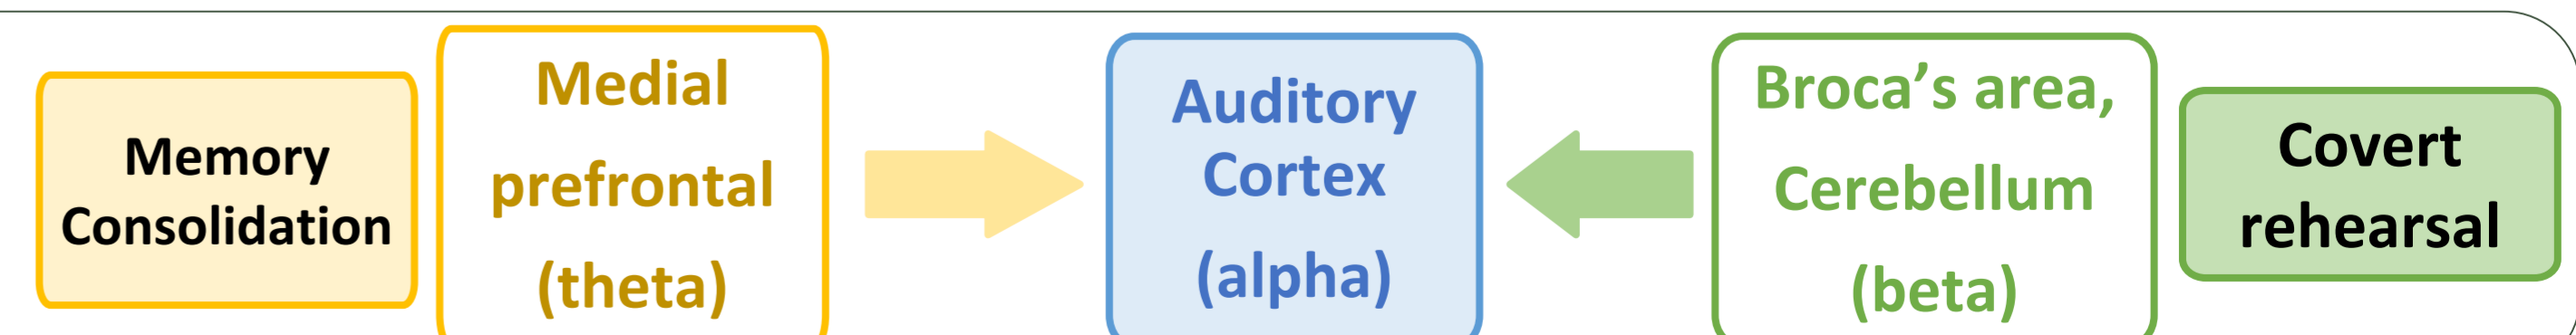 Memory
Consolidation
Medial
prefrontal
(theta)
Auditory
Cortex
(alpha)
Broca’s area,
Cerebellum
(beta)
Covert
rehearsal